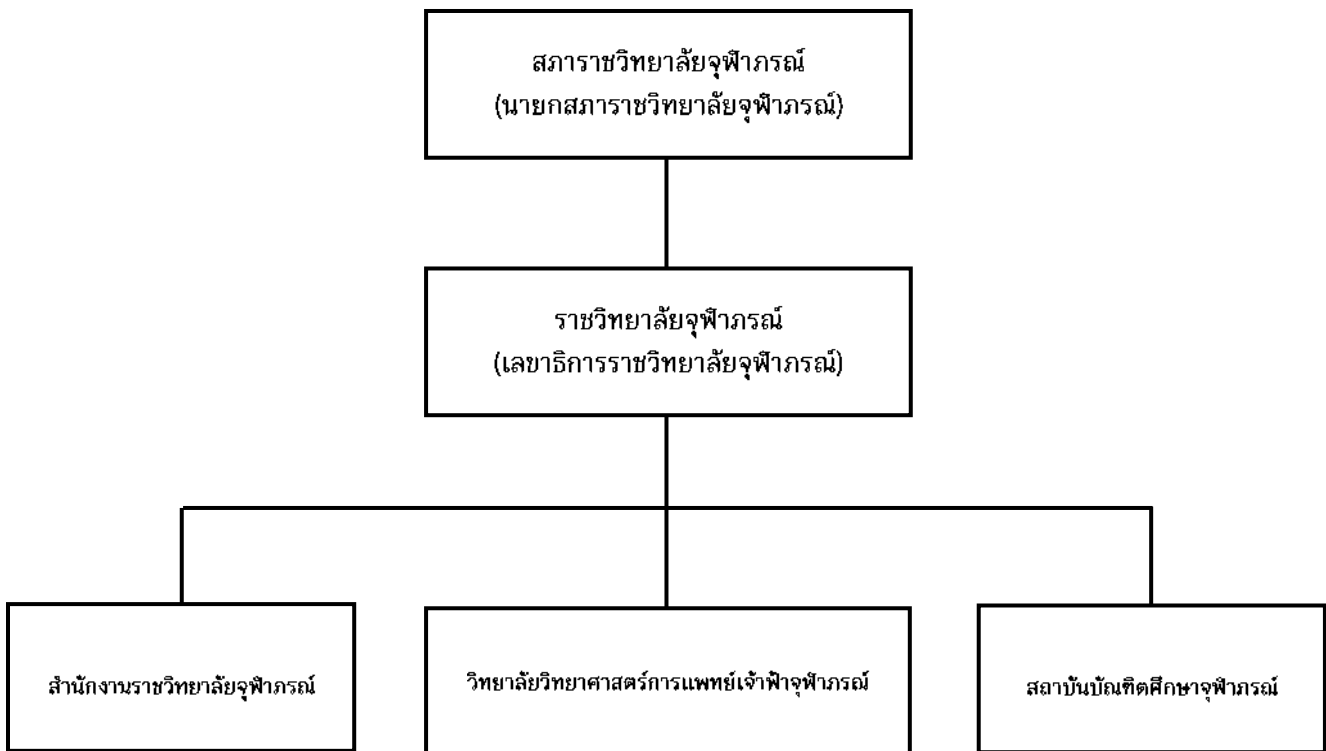 สภาราชวิทยาลัยจุฬาภรณ์
(นายกสภาราชวิทยาลัยจุฬาภรณ์)
ราชวิทยาลัยจุฬาภรณ์
(เลขาธิการราชวิทยาลัยจุฬาภรณ์)
สำนักงานราชวิทยาลัยจุฬาภรณ์
วิทยาลัยวิทยาศาสตร์การแพทย์เจ้าฟ้าจุฬาภรณ์
สถาบันบัณฑิตศึกษาจุฬาภรณ์